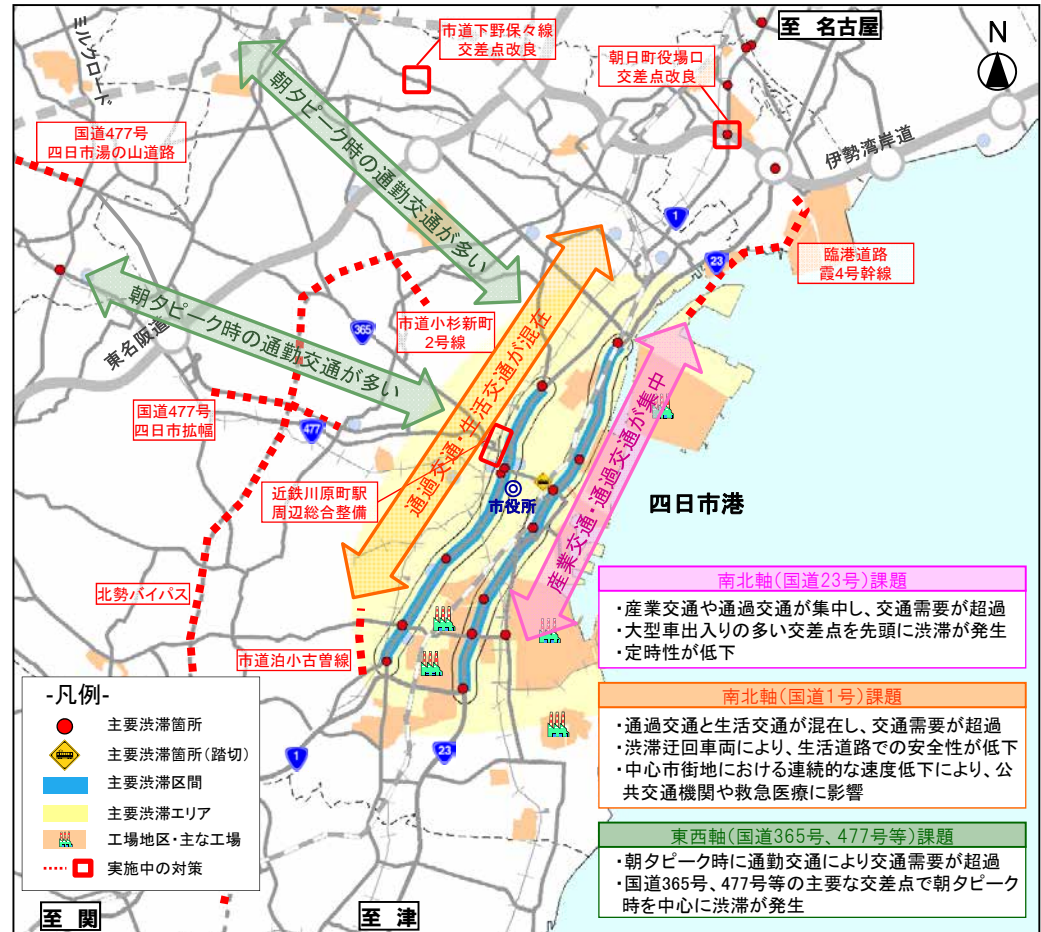 至 名古屋
N
市道下野保々線
交差点改良
朝日町役場口
交差点改良
ミルクロード
国道477号
四日市湯の山道路
朝夕ピーク時の通勤交通が多い
伊勢湾岸道
1
23
臨港道路
霞4号幹線
朝夕ピーク時の通勤交通が多い
東名阪道
365
市道小杉新町
2号線
通過交通・生活交通が混在
産業交通・通過交通が集中
国道477号
四日市拡幅
477
近鉄川原町駅
周辺総合整備
市役所
四日市港
北勢バイパス
市道泊小古曽線
南北軸(国道23号)課題
・産業交通や通過交通が集中し、交通需要が超過
・大型車出入りの多い交差点を先頭に渋滞が発生
・定時性が低下
南北軸(国道1号)課題
・通過交通と生活交通が混在し、交通需要が超過
・渋滞迂回車両により、生活道路での安全性が低下
・中心市街地における連続的な速度低下により、公
共交通機関や救急医療に影響
東西軸(国道365号、477号等)課題
・朝夕ピーク時に通勤交通により交通需要が超過
・国道365号、477号等の主要な交差点で朝夕ピーク
時を中心に渋滞が発生
-凡例-
主要渋滞箇所
主要渋滞箇所(踏切)
主要渋滞区間
主要渋滞エリア
工場地区・主な工場
実施中の対策
1
23
至 関
至 津